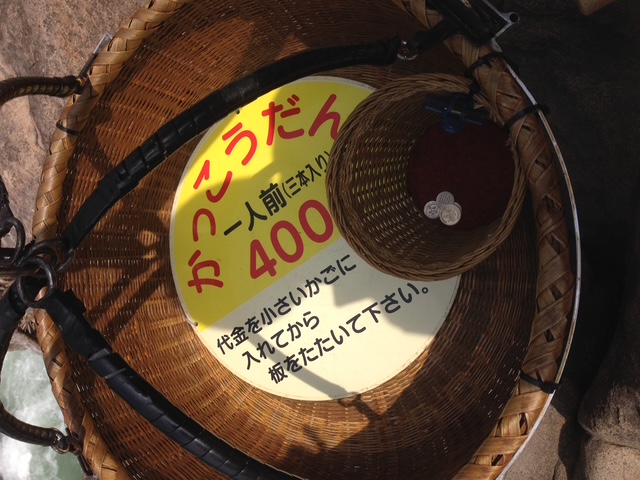 かっこうだん
一人前(三本入り)
400
代金を小さいかごに
入れてから
板をたたいて下さい。